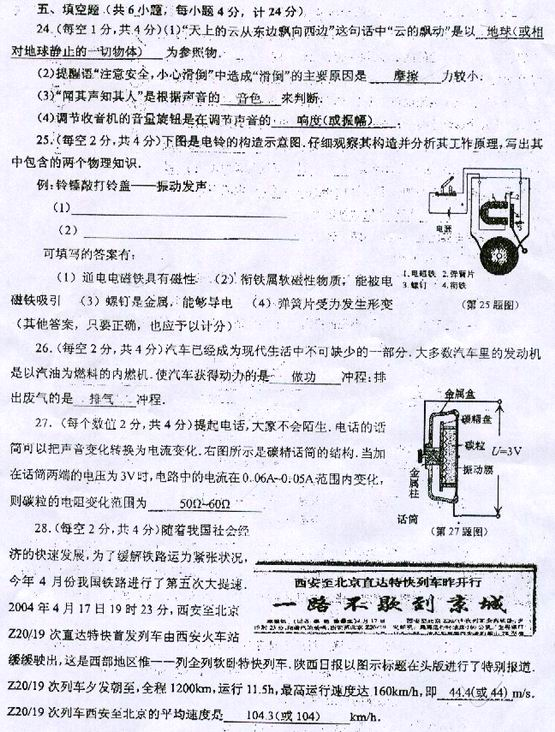 五、填空题(共6小题,每小题4分,计24分)
24.(每空1分,共4分)(1)“天上的云从东边飘向西边”这句话中“云的飘动”是以 地球(或相
对地球静止的一切物体) 为参照物.
(2)提醒语“注意安全,小心滑倒”中造成“滑倒”的主要原因是 摩擦 力较小.
(3)“闻其声知其人”是根据声音的 音色 来判断.
(4)调节收音机的音量旋钮是在调节声音的 响度(或振幅) .
25.(每空2分,共4分)下图是电铃的构造示意图.仔细观察其构造并分析其工作原理,写出其
中包含的两个物理知识.
例:铃锤敲打铃盖——振动发声.
(1)
(2)
可填写的答案有:
(1)通电电磁铁具有磁性 (2)衔铁属软磁性物质,能被电
磁铁吸引 (3)螺钉是金属,能够导电 (4)弹簧片受力发生形变
(其他答案,只要正确,也应予以计分)
电源
1.电磁铁 2.弹簧片
3.螺钉 4.衔铁
(第25题图)
26.(每空2分,共4分)汽车已经成为现代生活中不可缺少的一部分.大多数汽车里的发动机
是以汽油为燃料的内燃机.使汽车获得动力的是 做功 冲程;排
出废气的是 排气 冲程.
27.(每个数值2分,共4分)提起电话,大家不会陌生.电话的话
筒可以把声音变化转换为电流变化.右图所示是碳精话筒的结构.当加
在话筒两端的电压为3V时,电路中的电流在0.06A~0.05A范围内变化,
则碳粒的电阻变化范围为 50Ω~60Ω
金属盒
碳精盘
碳粒
U=3V
振动膜
金属柱
话筒
(第27题图)
28.(每空2分,共4分)随着我国社会经
济的快速发展,为了缓解铁路运力紧张状况,
今年4月份我国铁路进行了第五次大提速.
2004年4月17日19时23分,西安至北京
Z20/19次直达特快首发列车由西安火车站
西安至北京直达特快列车昨开行
一路不歇到京城
缓缓驶出,这是西部地区惟一一列全列软卧特快列车.陕西日报以图示标题在头版进行了特别报道.
Z20/19次列车夕发朝至,全程1200km,运行11.5h,最高运行速度达160km/h,即 44.4(或44) m/s.
Z20/19次列车西安至北京的平均速度是 104.3(或104) km/h.